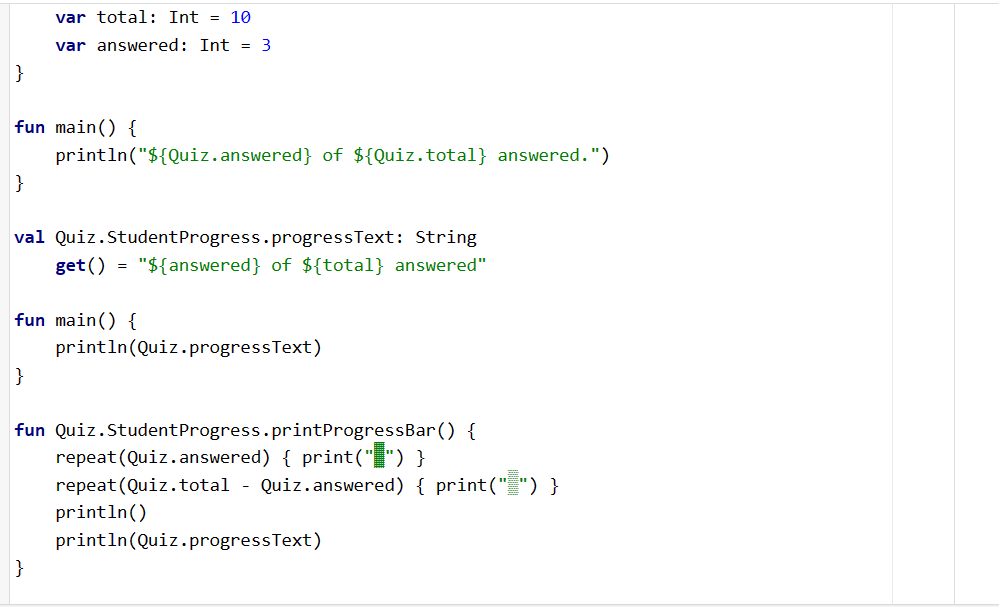 var total: Int = 10
    var answered: Int = 3
}

fun main() {
    println("${Quiz.answered} of ${Quiz.total} answered.")
}

val Quiz.StudentProgress.progressText: String
    get() = "${answered} of ${total} answered"

fun main() {
    println(Quiz.progressText)
}

fun Quiz.StudentProgress.printProgressBar() {
    repeat(Quiz.answered) { print("▓") }
    repeat(Quiz.total - Quiz.answered) { print("▒") }
    println()
    println(Quiz.progressText)
}